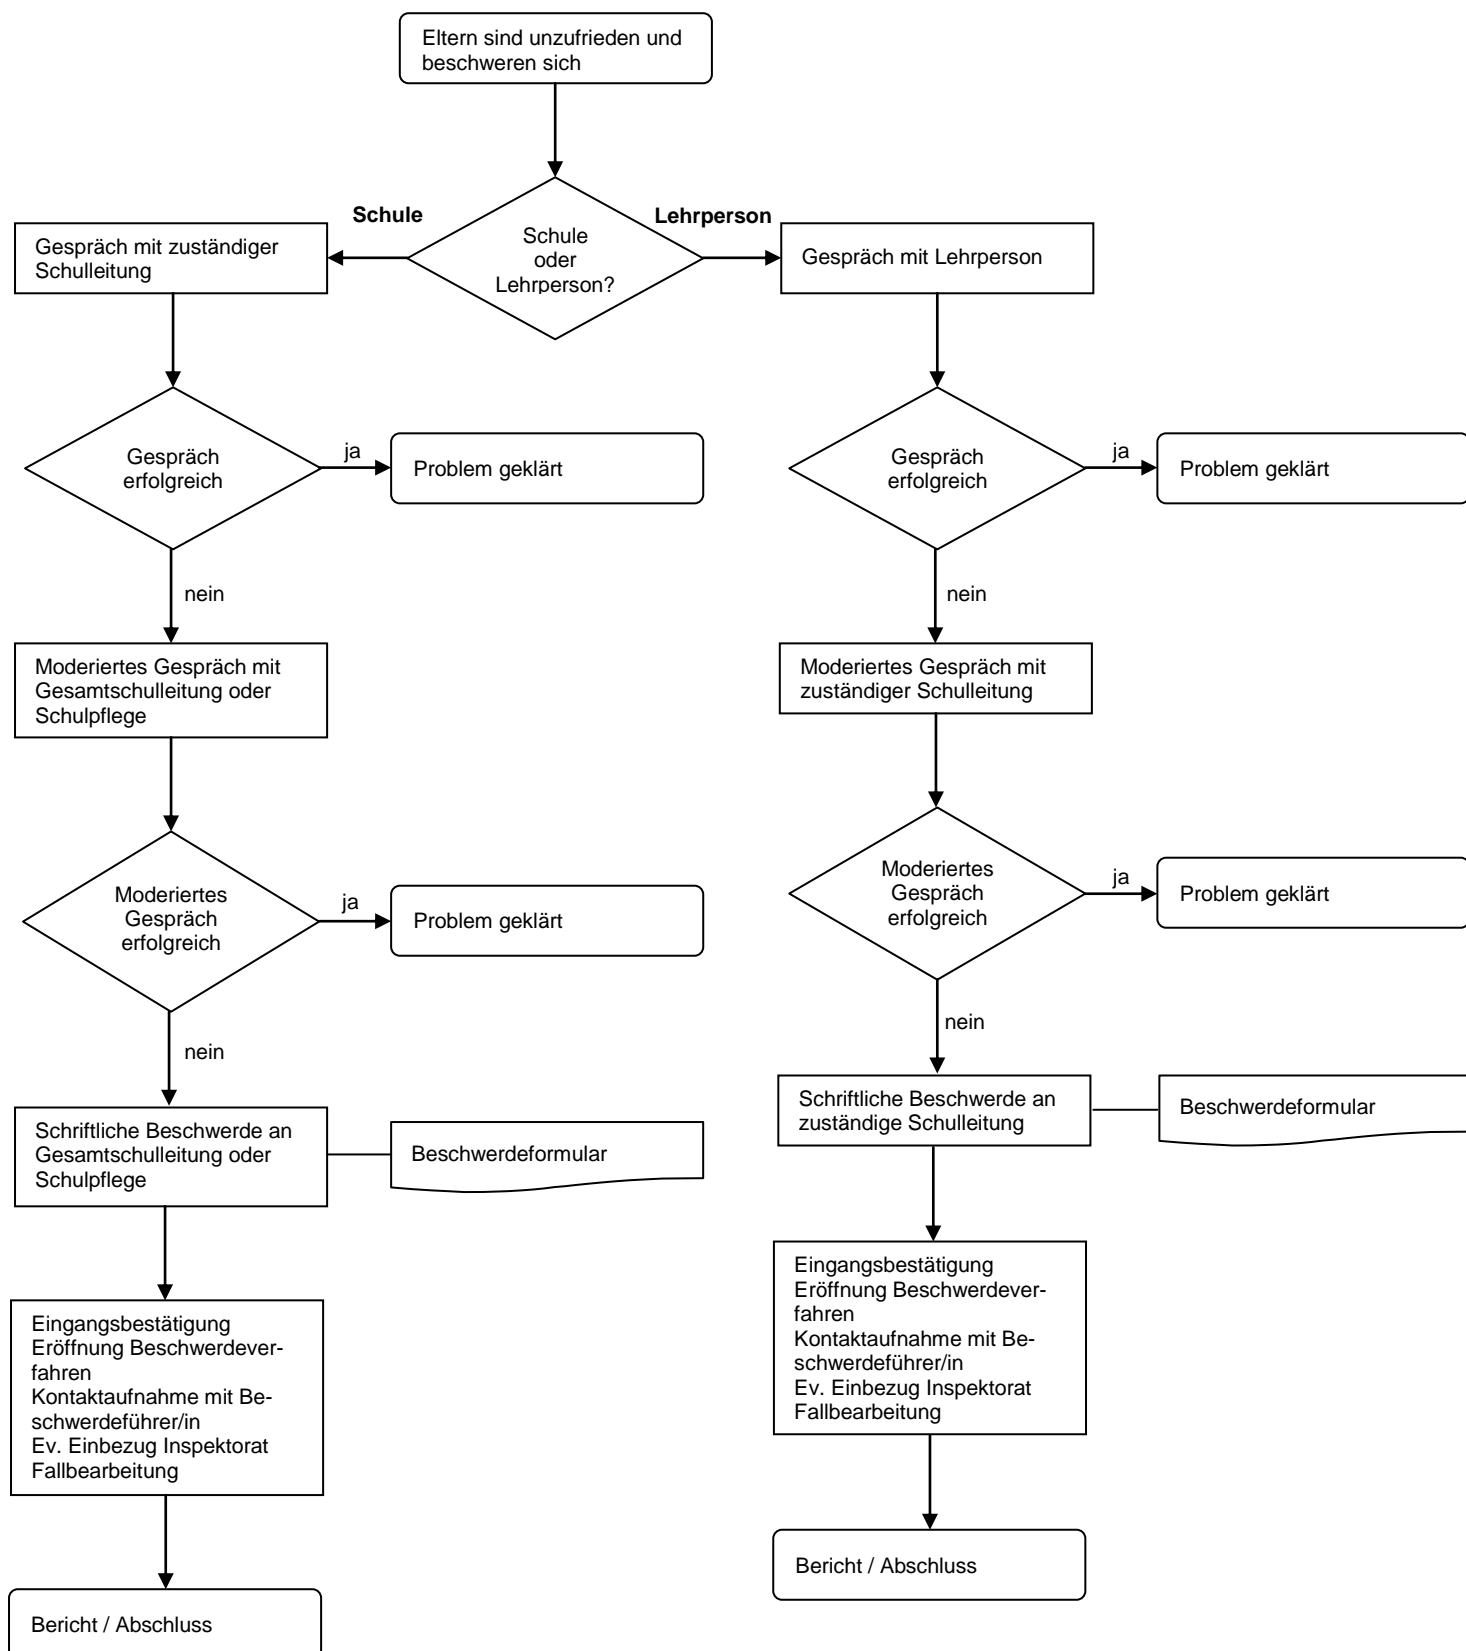 Eltern sind unzufrieden und
beschweren sich
Schule
Lehrperson
Schule
oder
Lehrperson?
Gespräch mit zuständiger
Schulleitung
Gespräch mit Lehrperson
Gespräch
erfolgreich
ja
Problem geklärt
Gespräch
erfolgreich
ja
Problem geklärt
nein
nein
Moderiertes Gespräch mit
Gesamtschulleitung oder
Schulpflege
Moderiertes Gespräch mit
zuständiger Schulleitung
Moderiertes
Gespräch
erfolgreich
ja
Problem geklärt
Moderiertes
Gespräch
erfolgreich
ja
Problem geklärt
nein
nein
Schriftliche Beschwerde an
Gesamtschulleitung oder
Schulpflege
Beschwerdeformular
Schriftliche Beschwerde an
zuständige Schulleitung
Beschwerdeformular
Eingangsbestätigung
Eröffnung Beschwerdever-
fahren
Kontaktaufnahme mit Be-
schwerdeführer/in
Ev. Einbezug Inspektorat
Fallbearbeitung
Eingangsbestätigung
Eröffnung Beschwerdever-
fahren
Kontaktaufnahme mit Be-
schwerdeführer/in
Ev. Einbezug Inspektorat
Fallbearbeitung
Bericht / Abschluss
Bericht / Abschluss